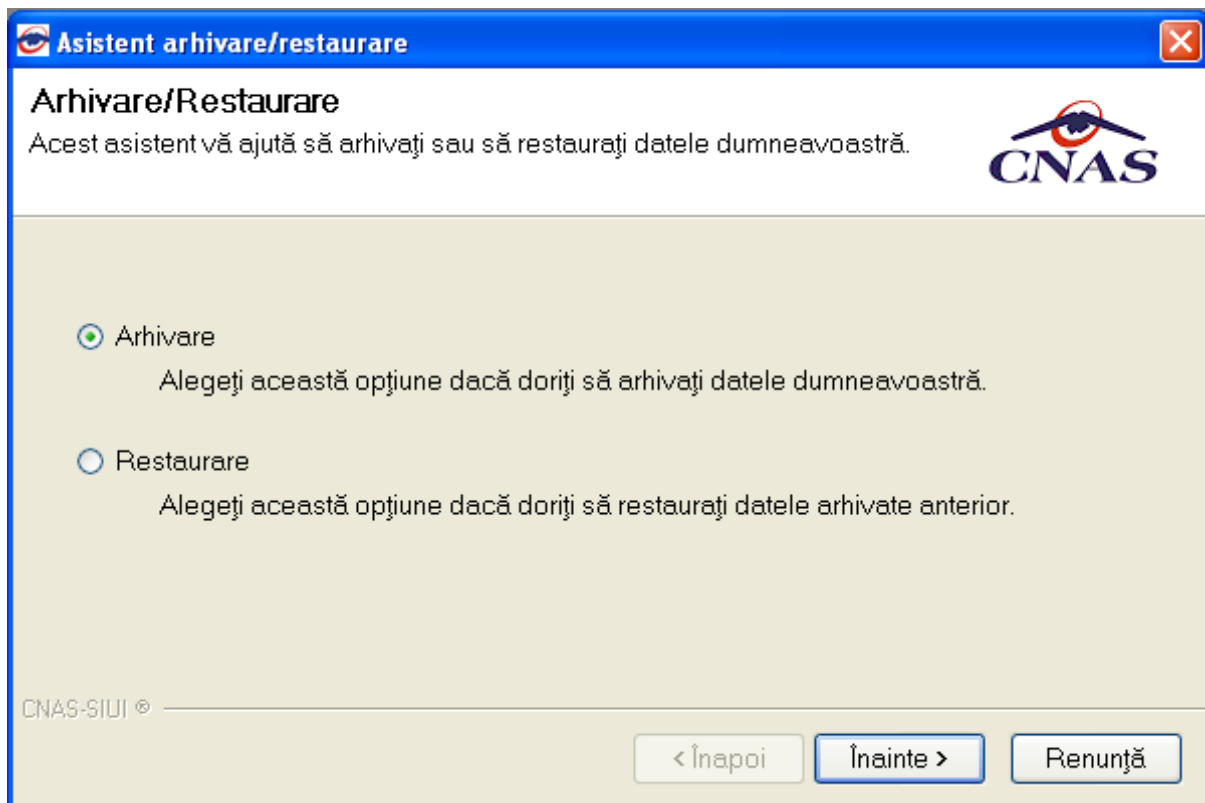 Asistent arhivare/restaurare
Arhivare/Restaurare
Acest asistent vă ajută să arhivaţi sau să restauraţi datele dumneavoastră.
CNAS
Arhivare
Alegeţi această opţiune dacă doriţi să arhivaţi datele dumneavoastră.
Restaurare
Alegeţi această opţiune dacă doriţi să restauraţi datele arhivate anterior.
CNAS-SIUI ®
< Înapoi Înainte > Renunţă